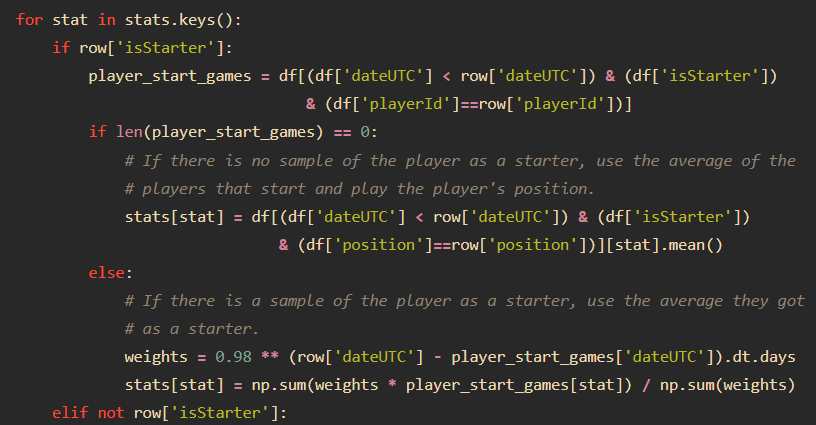 for stat in stats.keys():
    if row['isStarter']:
        player_start_games = df[(df['dateUTC'] < row['dateUTC']) & (df['isStarter'])
                                & (df['playerId']==row['playerId'])]
        if len(player_start_games) == 0:
            # If there is no sample of the player as a starter, use the average of the
            # players that start and play the player's position.
            stats[stat] = df[(df['dateUTC'] < row['dateUTC']) & (df['isStarter'])
                             & (df['position']==row['position'])][stat].mean()
        else:
            # If there is a sample of the player as a starter, use the average they got
            # as a starter.
            weights = 0.98 ** (row['dateUTC'] - player_start_games['dateUTC']).dt.days
            stats[stat] = np.sum(weights * player_start_games[stat]) / np.sum(weights)
    elif not row['isStarter']: